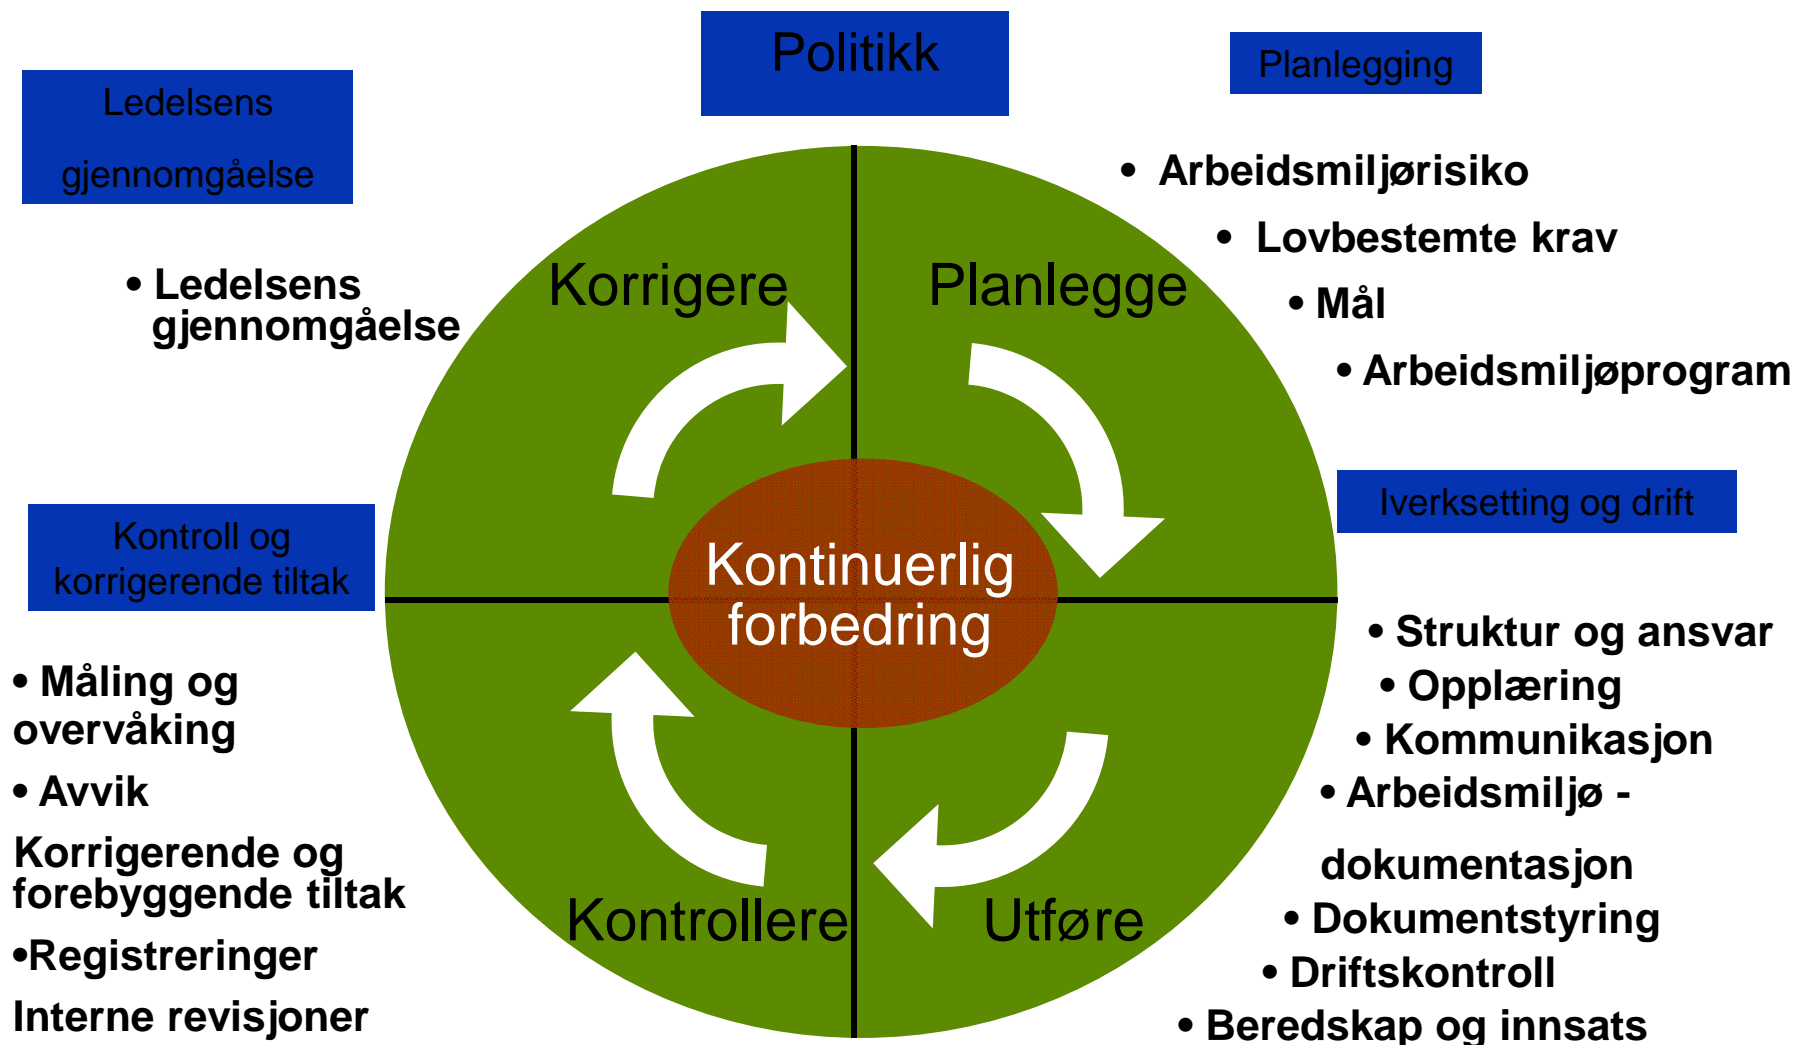 Politikk
Planlegging
• Arbeidsmiljørisiko
• Lovbestemte krav
• Mål
• Arbeidsmiljøprogram
Iverksetting og drift
• Struktur og ansvar
• Opplæring
• Kommunikasjon
• Arbeidsmiljø -
dokumentasjon
• Dokumentstyring
• Driftskontroll
• Beredskap og innsats
Ledelsens
gjennomgåelse
• Ledelsens
gjennomgåelse
Kontroll og
korrigerende tiltak
• Måling og
overvåking
• Avvik
Korrigerende og
forebyggende tiltak
•Registreringer
Interne revisjoner
Korrigere
Planlegge
Kontinuerlig
forbedring
Kontrollere
Utføre